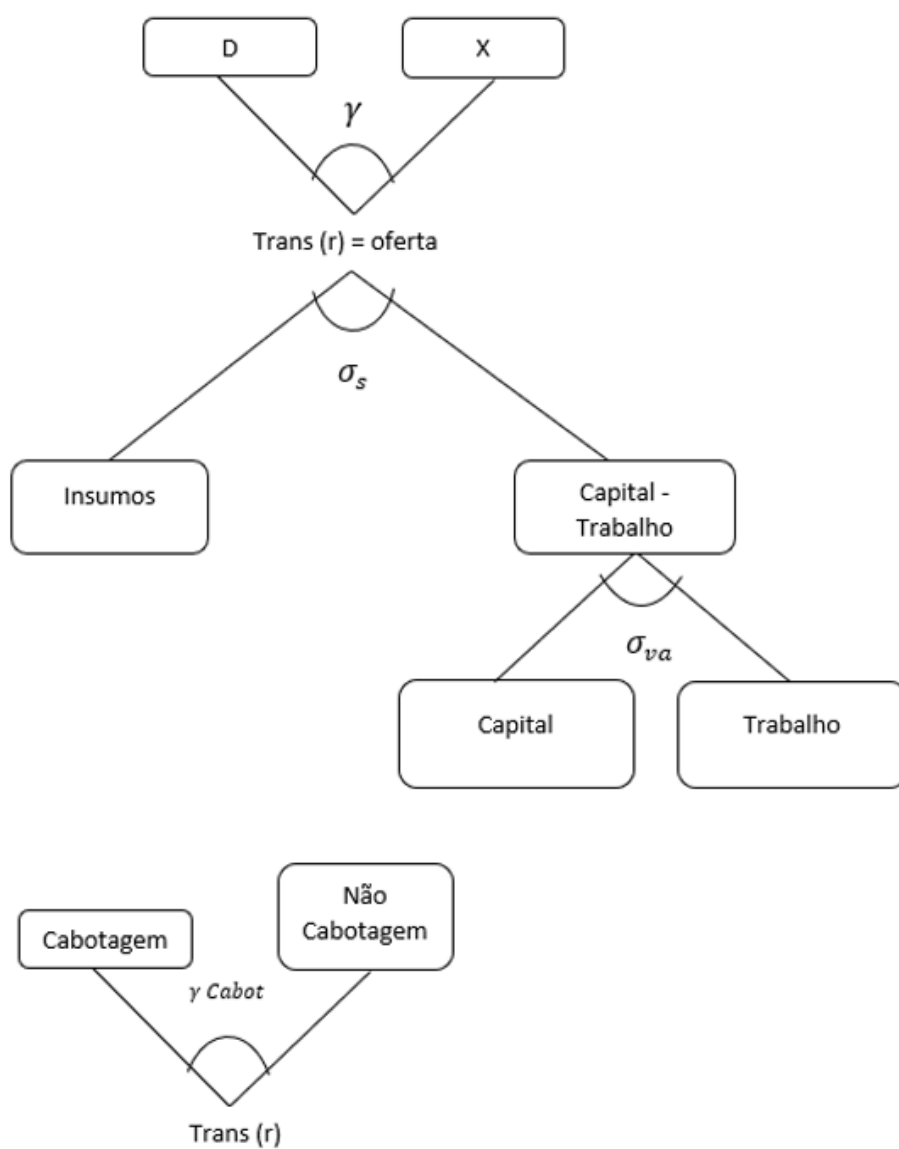 D
X
γ
Trans (r) = oferta
σ_s
Insumos
Capital -
Trabalho
σ_va
Capital
Trabalho
Não
Cabotagem
Cabotagem
γ Cabot
Trans (r)